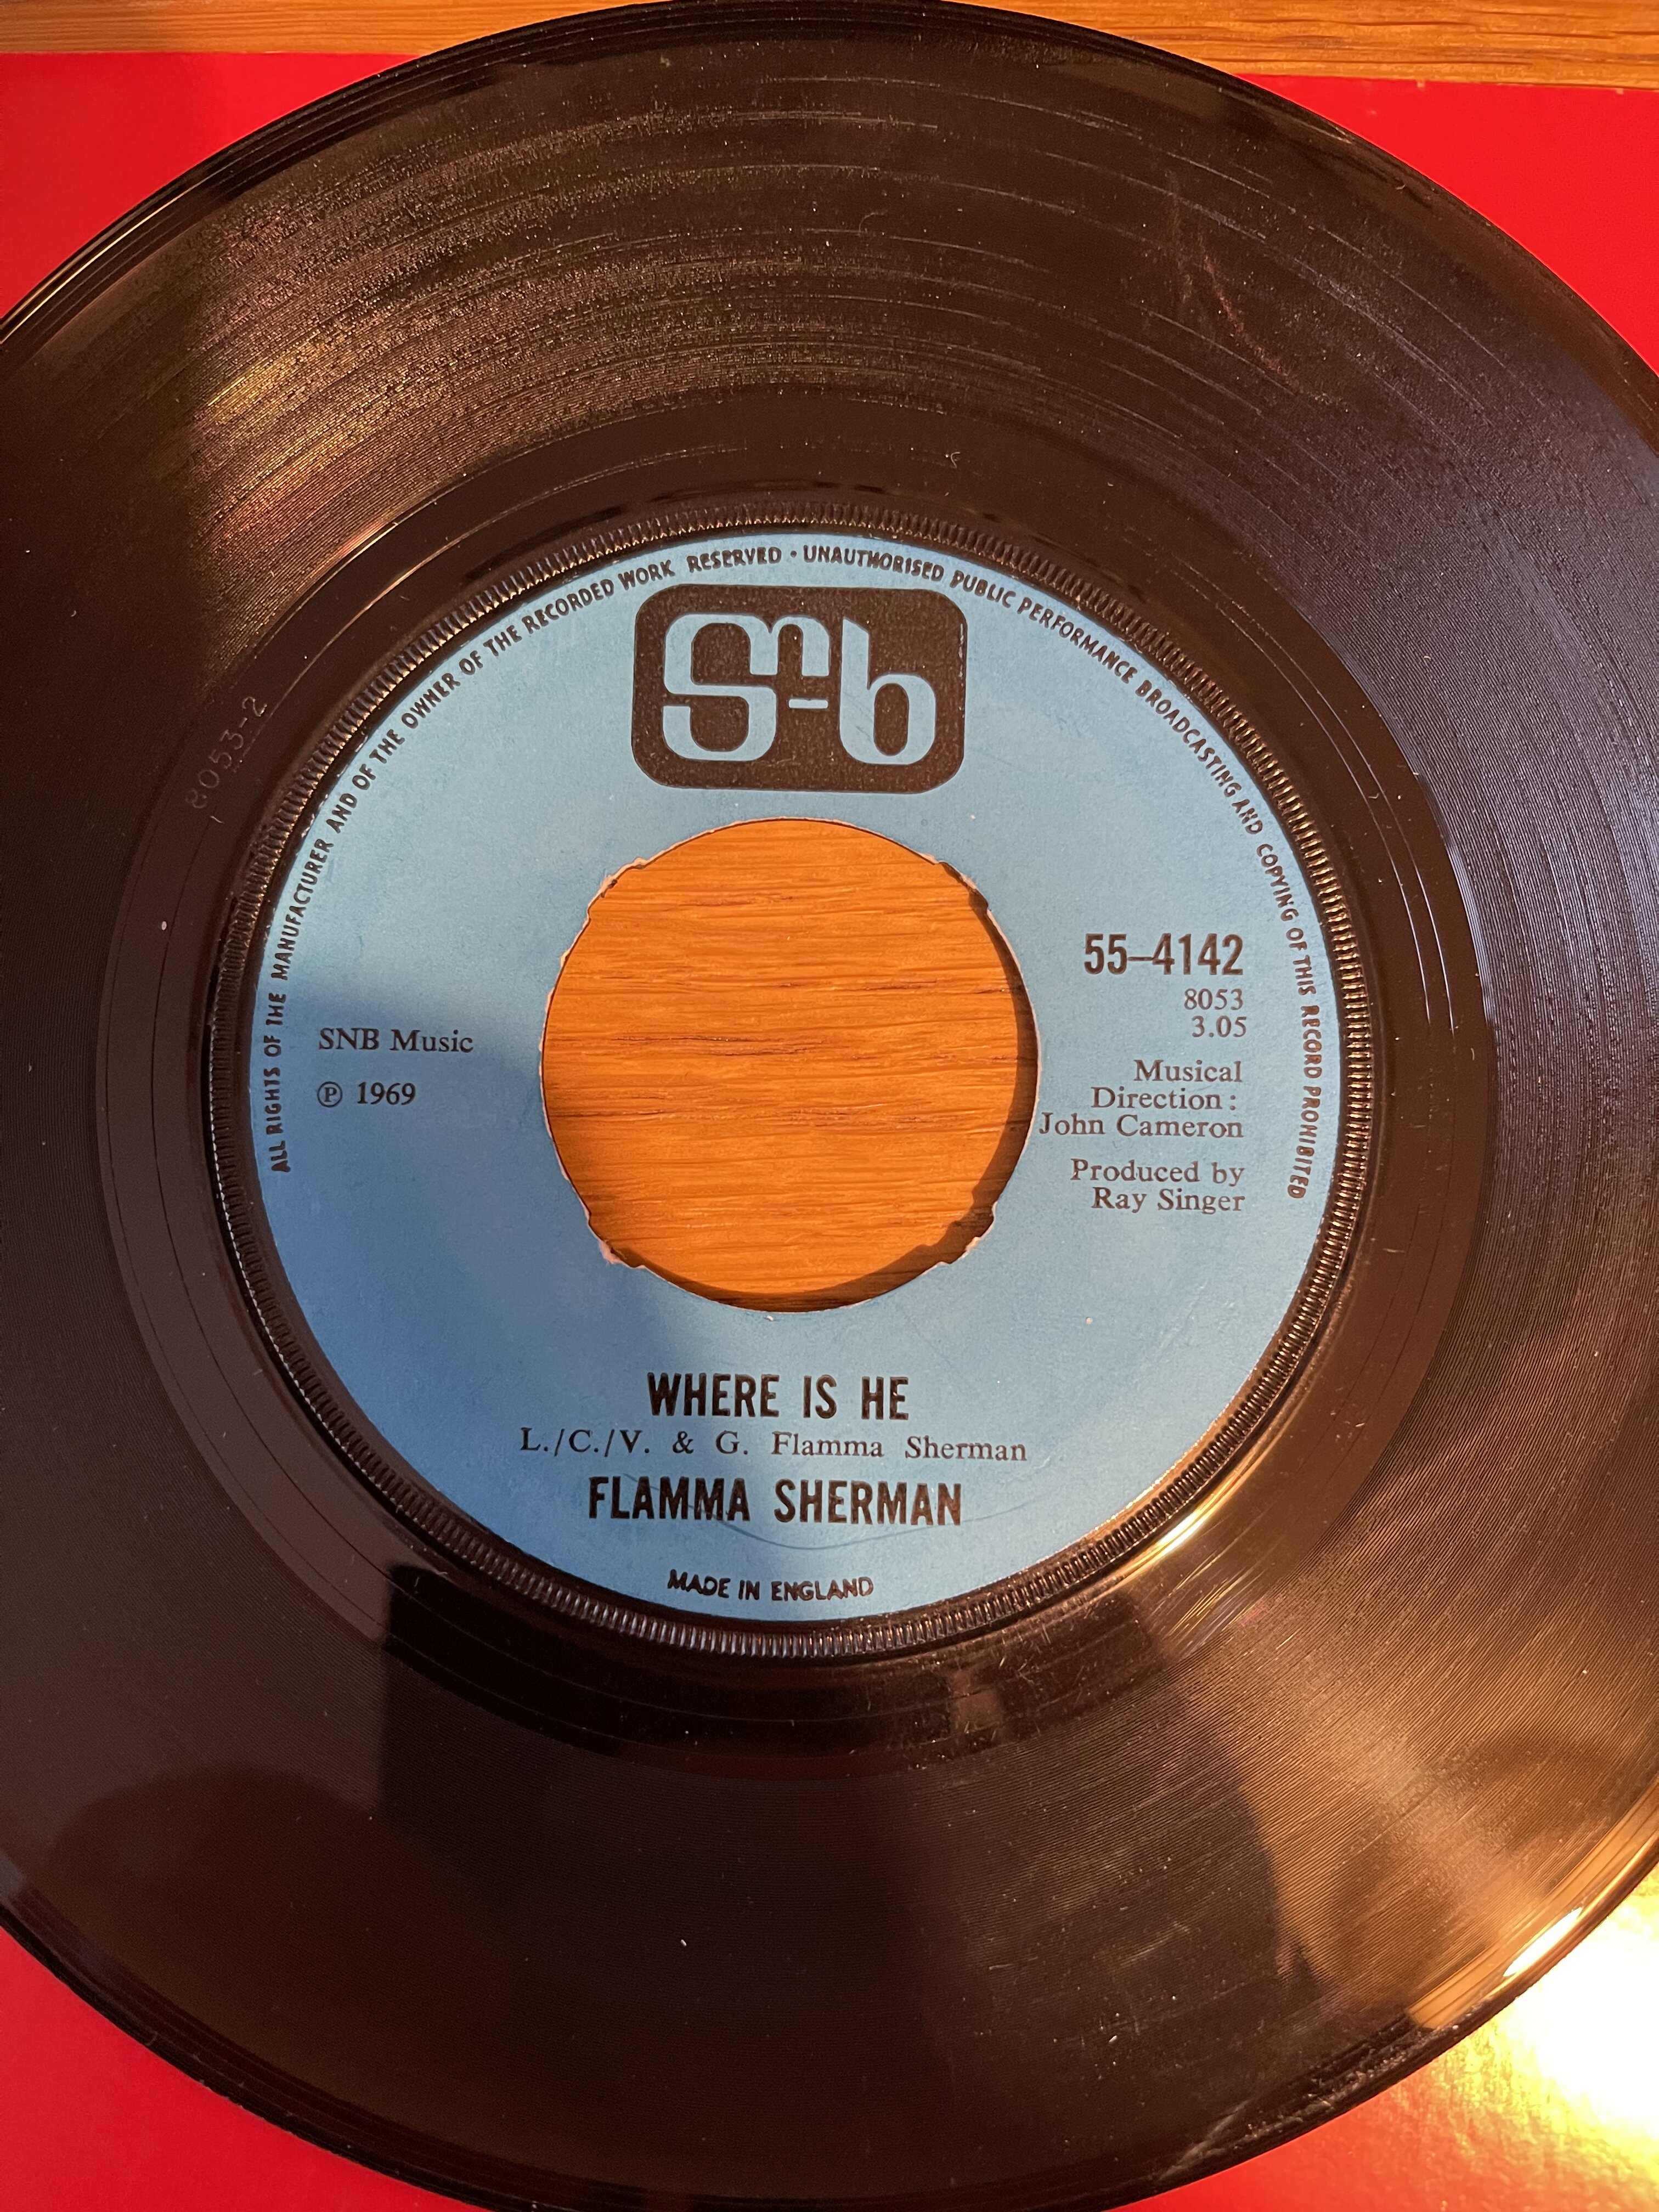 ALL RIGHTS OF THE MANUFACTURER AND OF THE OWNER OF THE RECORDED WORK RESERVED • UNAUTHORISED PUBLIC PERFORMANCE BROADCASTING AND COPYING OF THIS RECORD PROHIBITED
Snb
8053-2
55–4142
8053
3.05
SNB Music
℗ 1969
Musical
Direction:
John Cameron
Produced by
Ray Singer
WHERE IS HE
L./C./V. & G. Flamma Sherman
FLAMMA SHERMAN
MADE IN ENGLAND